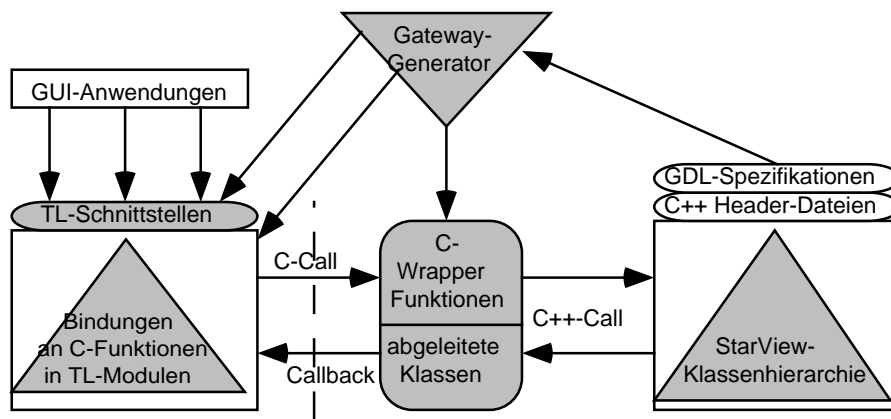 Gateway-
Generator
GUI-Anwendungen
GDL-Spezifikationen
TL-Schnittstellen
C++ Header-Dateien
C-Call
C-
Wrapper
Funktionen
Bindungen
an C-Funktionen
in TL-Modulen
C++-Call
abgeleitete
Klassen
Callback
StarView-
Klassenhierarchie